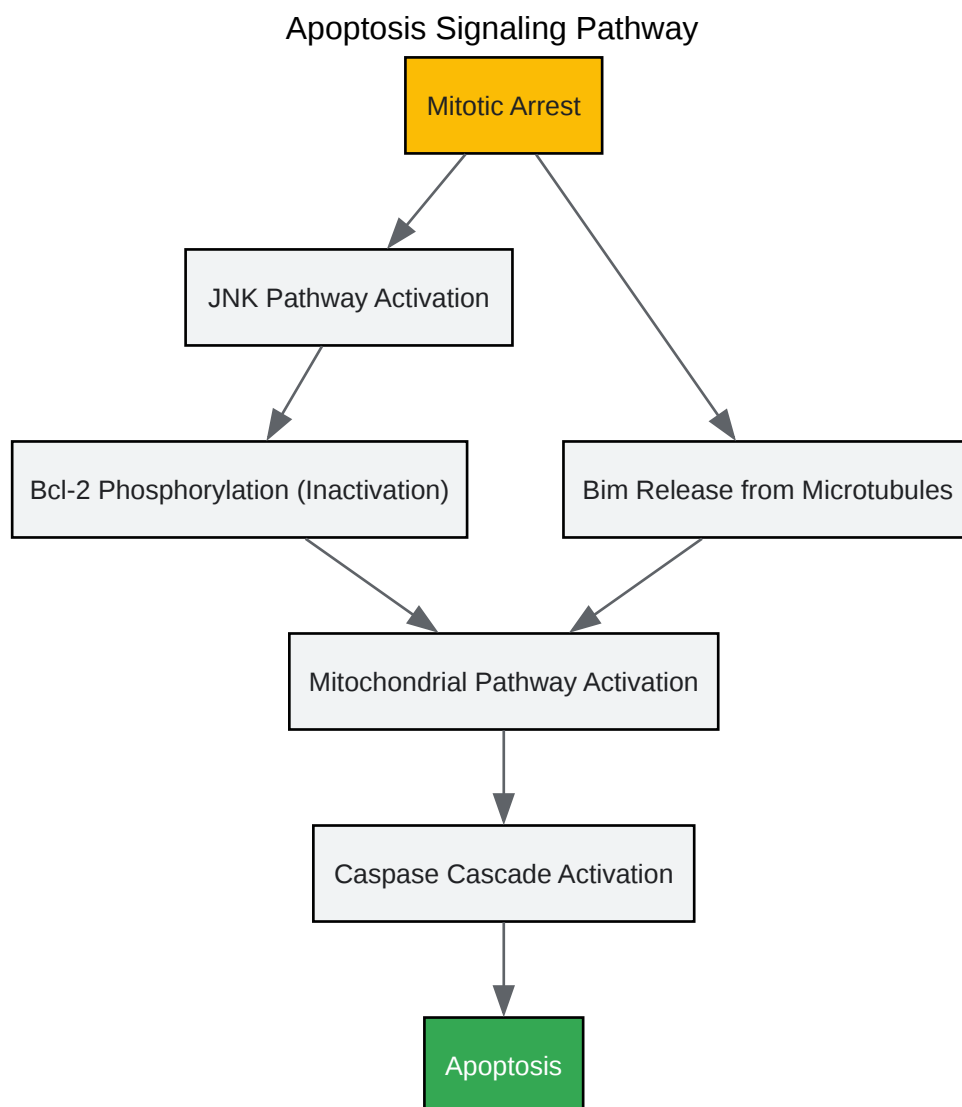 Apoptosis Signaling Pathway
Mitotic Arrest
JNK Pathway Activation
Bcl-2 Phosphorylation (Inactivation)
Bim Release from Microtubules
Mitochondrial Pathway Activation
Caspase Cascade Activation
Apoptosis